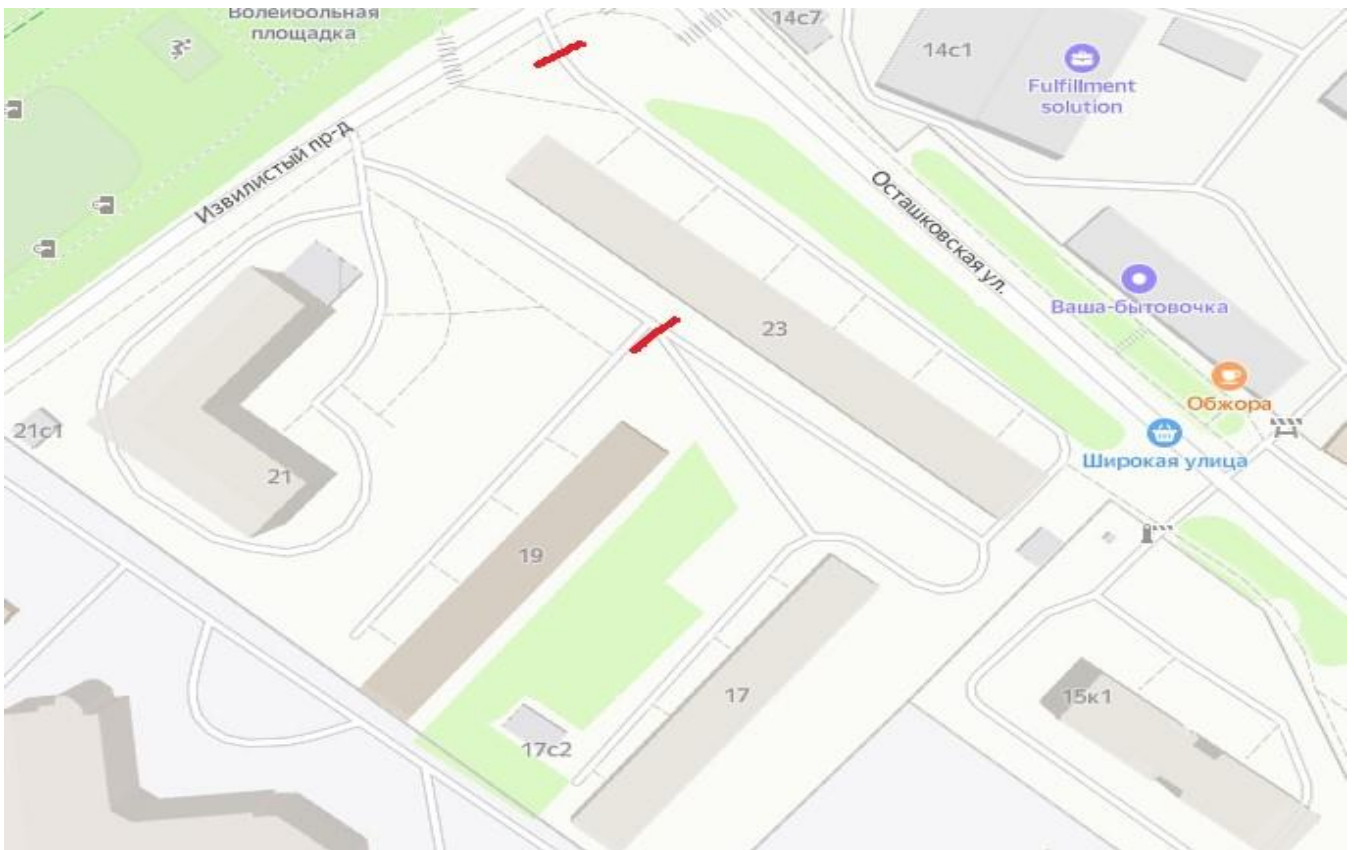 Волейбольная
площадка
14с7
14с1
Fulfillment
solution
Извилистый пр-д
Осташковская ул.
Ваша-бытовочка
23
Обжора
Широкая улица
21с1
21
19
17
15к1
17с2